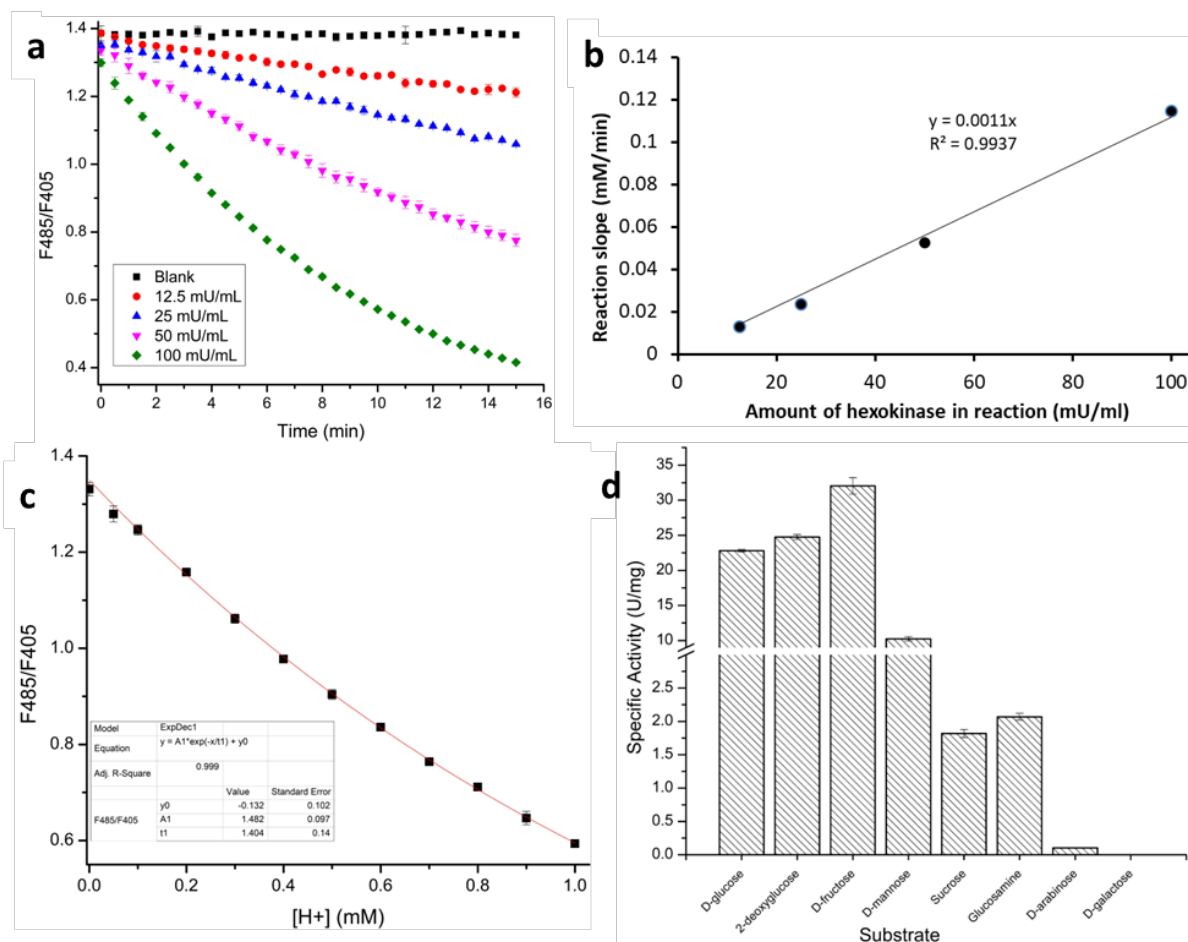 a
1.4
1.2
1.0
0.8
0.6
0.4
F485/F405
Blank
12.5 mU/mL
25 mU/mL
50 mU/mL
100 mU/mL
0 2 4 6 8 10 12 14 16
Time (min)
b
0.14
0.12
0.1
0.08
0.06
0.04
0.02
0
Reaction slope (mM/min)
y = 0.0011x
R² = 0.9937
0 20 40 60 80 100
Amount of hexokinase in reaction (mU/ml)
c
1.4
1.2
1.0
0.8
0.6
F485/F405
Model ExpDec1
Equation y = A1*exp(-x/t1) + y0
Adj. R-Square 0.999
Value Standard Error
F485/F405 y0 -0.132 0.102
A1 1.482 0.097
t1 1.404 0.14
0.0 0.2 0.4 0.6 0.8 1.0
[H+] (mM)
d
35
30
25
20
15
10
2.5
2.0
1.5
1.0
0.5
0.0
Specific Activity (U/mg)
D-glucose
2-deoxyglucose
D-fructose
D-mannose
Sucrose
Glucosamine
D-arabinose
D-galactose
Substrate